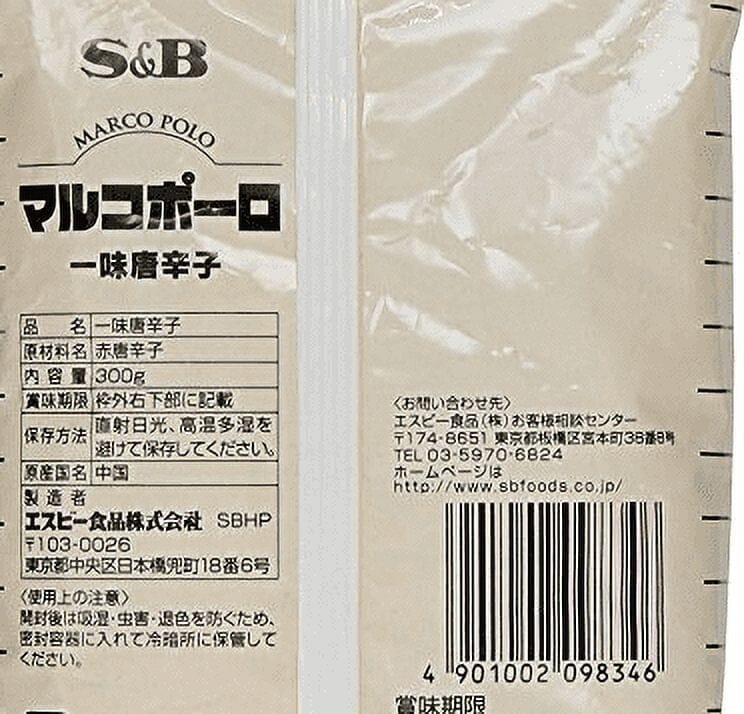 S&B
MARCO POLO
マルコポーロ
一味唐辛子
品 名 一味唐辛子
原材料名 赤唐辛子
内容量 300g
賞味期限 枠外右下部に記載
保存方法 直射日光、高温多湿を
避けて保存してください。
原産国名 中国
製造者
エスビー食品株式会社 SBHP
〒103-0026
東京都中央区日本橋兜町18番6号
〈使用上の注意〉
開封後は吸湿・虫害・退色を防ぐため、
密封容器に入れて冷暗所に保管して
ください。
〈お問い合わせ先〉
エスビー食品(株)お客様相談センター
〒174-8651 東京都板橋区宮本町38番8号
TEL 03-5970-6824
ホームページは
http://www.sbfoods.co.jp/
4 901002 098346
賞味期限